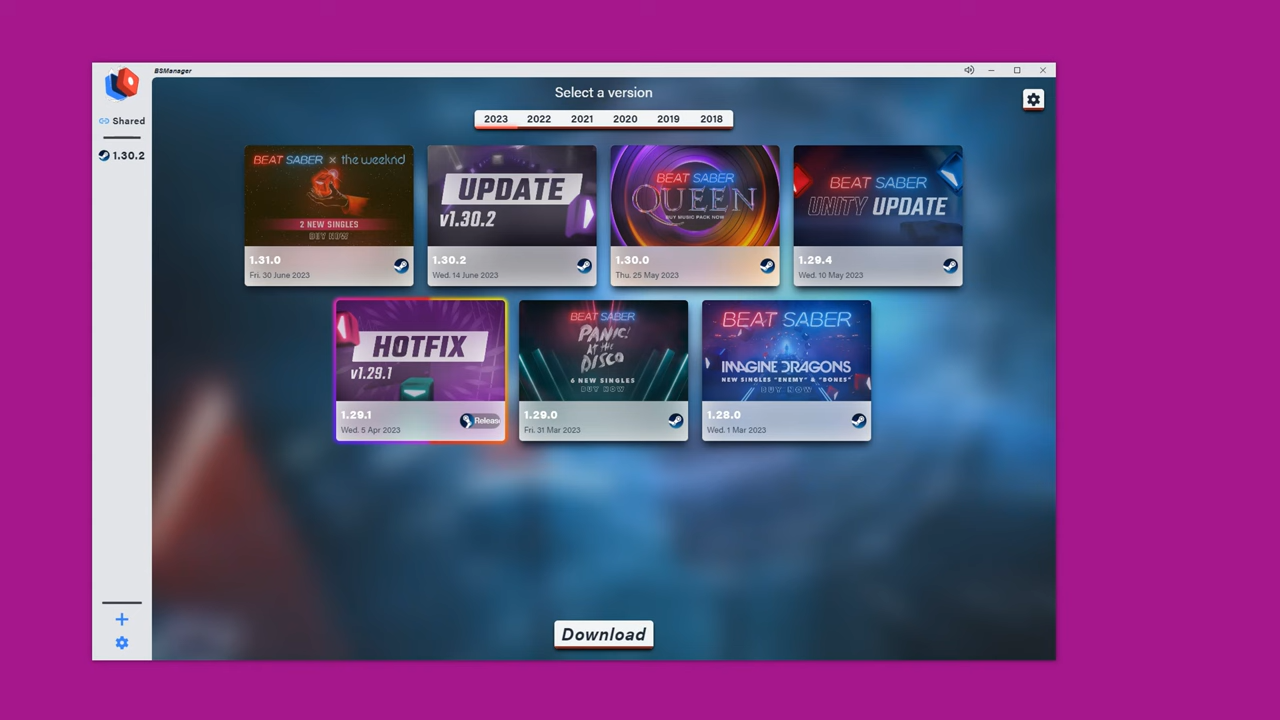 BSManager
Shared
1.30.2
Select a version
2023 2022 2021 2020 2019 2018
BEAT SABER × the weeknd
2 NEW SINGLES
BUY NOW
1.31.0
Fri. 30 June 2023
UPDATE
v1.30.2
1.30.2
Wed. 14 June 2023
BEAT SABER
QUEEN
BUY MUSIC PACK NOW
1.30.0
Thu. 25 May 2023
BEAT SABER
UNITY UPDATE
1.29.4
Wed. 10 May 2023
HOTFIX
v1.29.1
1.29.1
Wed. 5 Apr 2023
Releas
BEAT SABER
PANIC!
AT THE
DISCO
6 NEW SINGLES
BUY NOW
1.29.0
Fri. 31 Mar 2023
BEAT SABER
IMAGINE DRAGONS
NEW SINGLES "ENEMY" & "BONES"
BUY NOW
1.28.0
Wed. 1 Mar 2023
Download